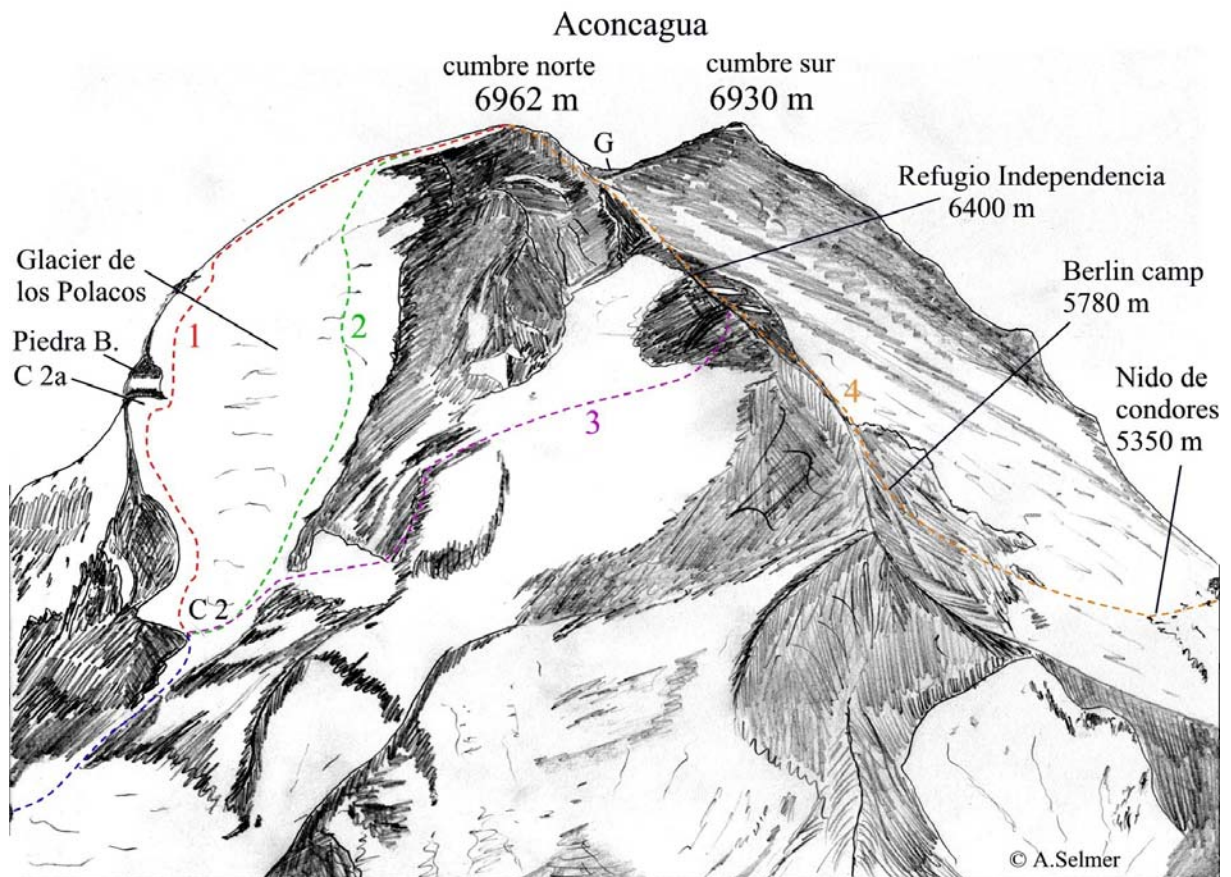 Aconcagua
cumbre norte
6962 m
cumbre sur
6930 m
G
Refugio Independencia
6400 m
Glacier de
los Polacos
Berlin camp
5780 m
Piedra B.
C 2a
1
2
Nido de
condores
5350 m
4
3
C 2
© A.Selmer